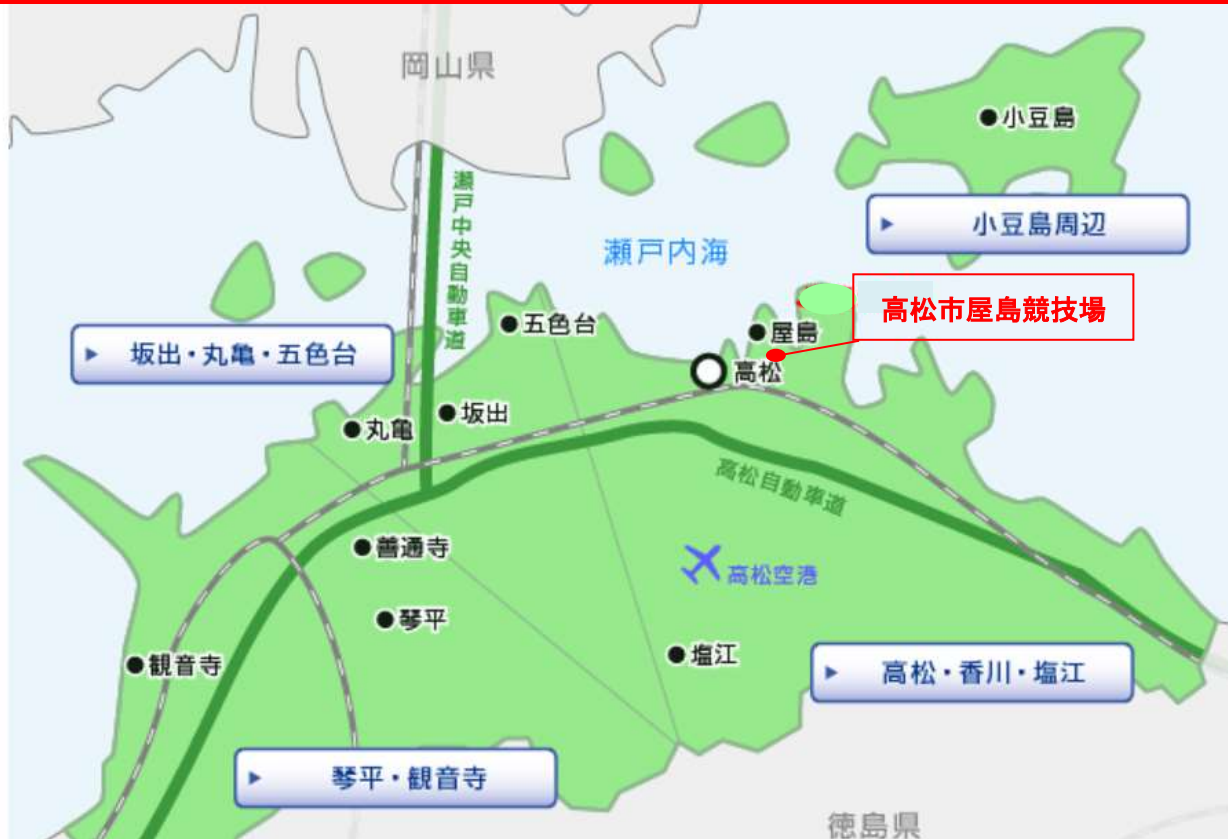 岡山県
小豆島
瀬戸中央自動車道
小豆島周辺
瀬戸内海
高松市屋島競技場
五色台
屋島
坂出・丸亀・五色台
高松
坂出
丸亀
高松自動車道
善通寺
高松空港
琴平
観音寺
塩江
高松・香川・塩江
琴平・観音寺
徳島県